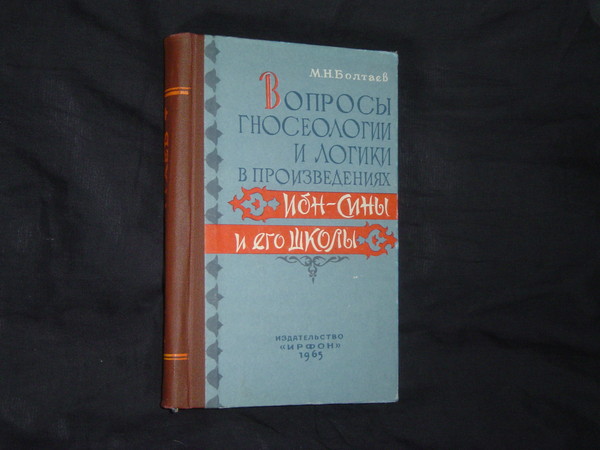 М.Н.Болтаев
Вопросы
гносеологии
и логики
в произведениях
Ибн-Сины
и его школы
ИЗДАТЕЛЬСТВО
«ИРФОН»
1965